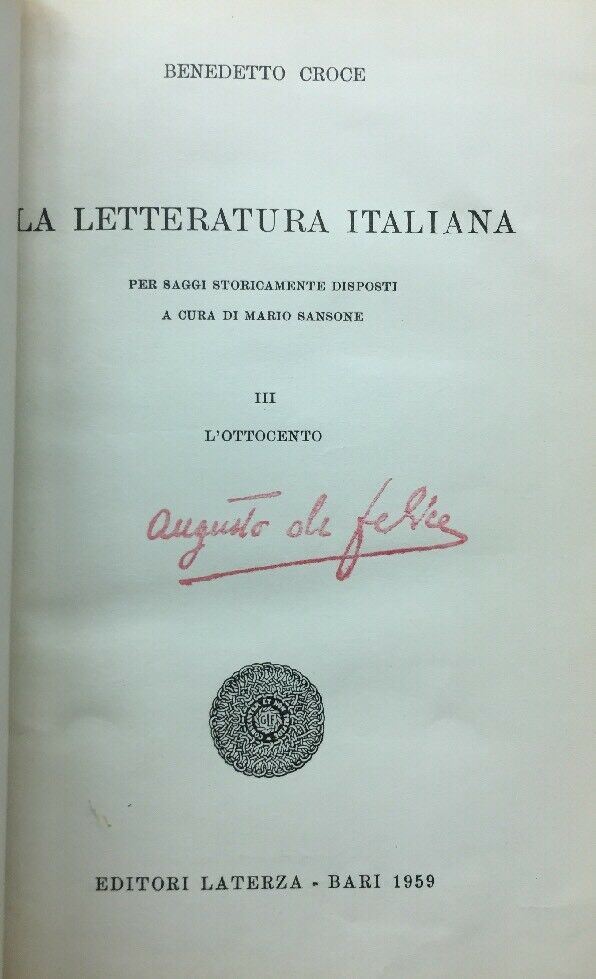 BENEDETTO CROCE
LA LETTERATURA ITALIANA
PER SAGGI STORICAMENTE DISPOSTI
A CURA DI MARIO SANSONE
III
L'OTTOCENTO
augusto de felice
EDITORI LATERZA - BARI 1959